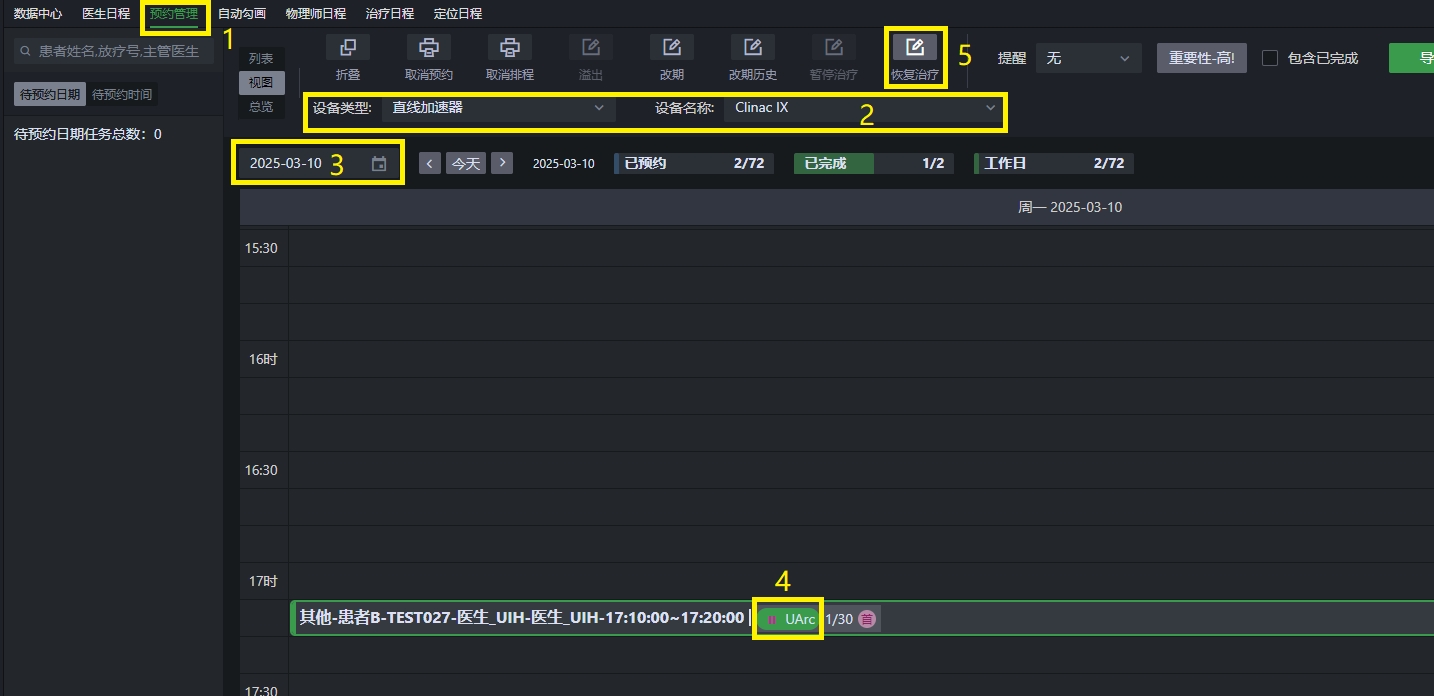 数据中心 医生日程 预约管理 自动勾画 物理师日程 治疗日程 定位日程
1
患者姓名,放疗号,主管医生
待预约日期 待预约时间
待预约日期任务总数：0
列表
视图
总览
折叠 取消预约 取消排程 溢出 改期 改期历史 暂停治疗 恢复治疗
5
提醒 无 重要性-高! 包含已完成 导
设备类型: 直线加速器 设备名称: Clinac IX
2
2025-03-10 3 < 今天 > 2025-03-10 已预约 2/72 已完成 1/2 工作日 2/72
周一 2025-03-10
15:30
16时
16:30
17时
4
其他-患者B-TEST027-医生_UIH-医生_UIH-17:10:00~17:20:00 UArc 1/30 首
17:30